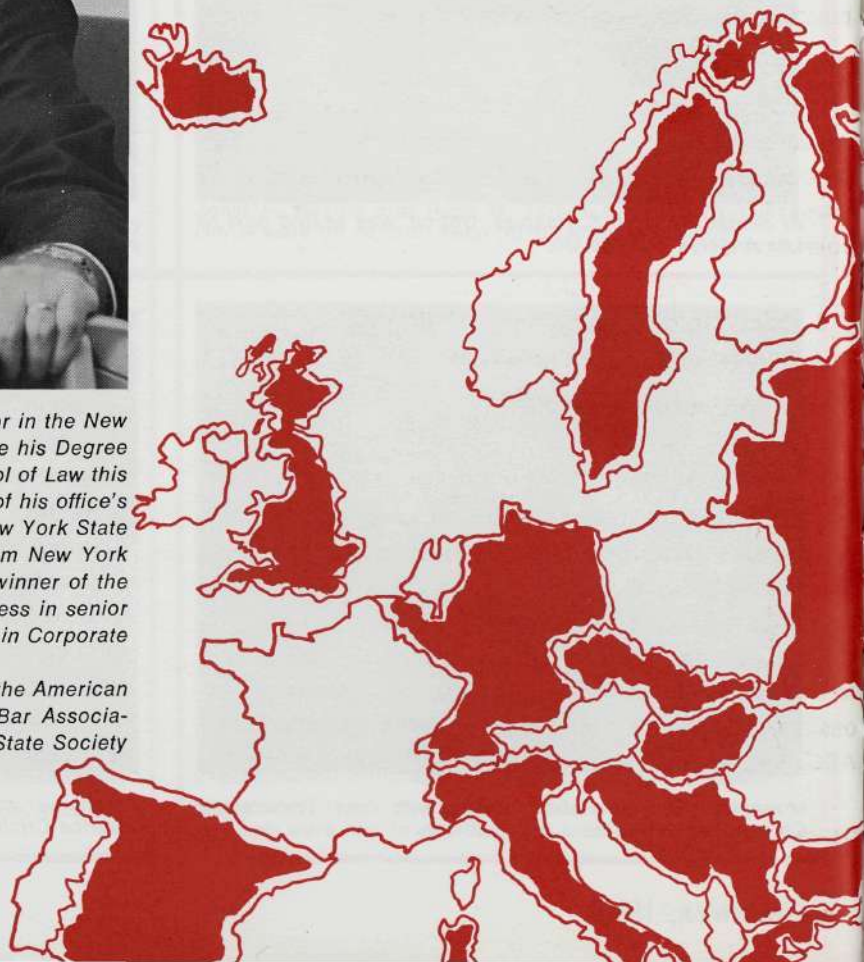 r in the New
e his Degree
ol of Law this
of his office's
w York State
m New York
winner of the
ess in senior
in Corporate
he American
Bar Associa-
State Society